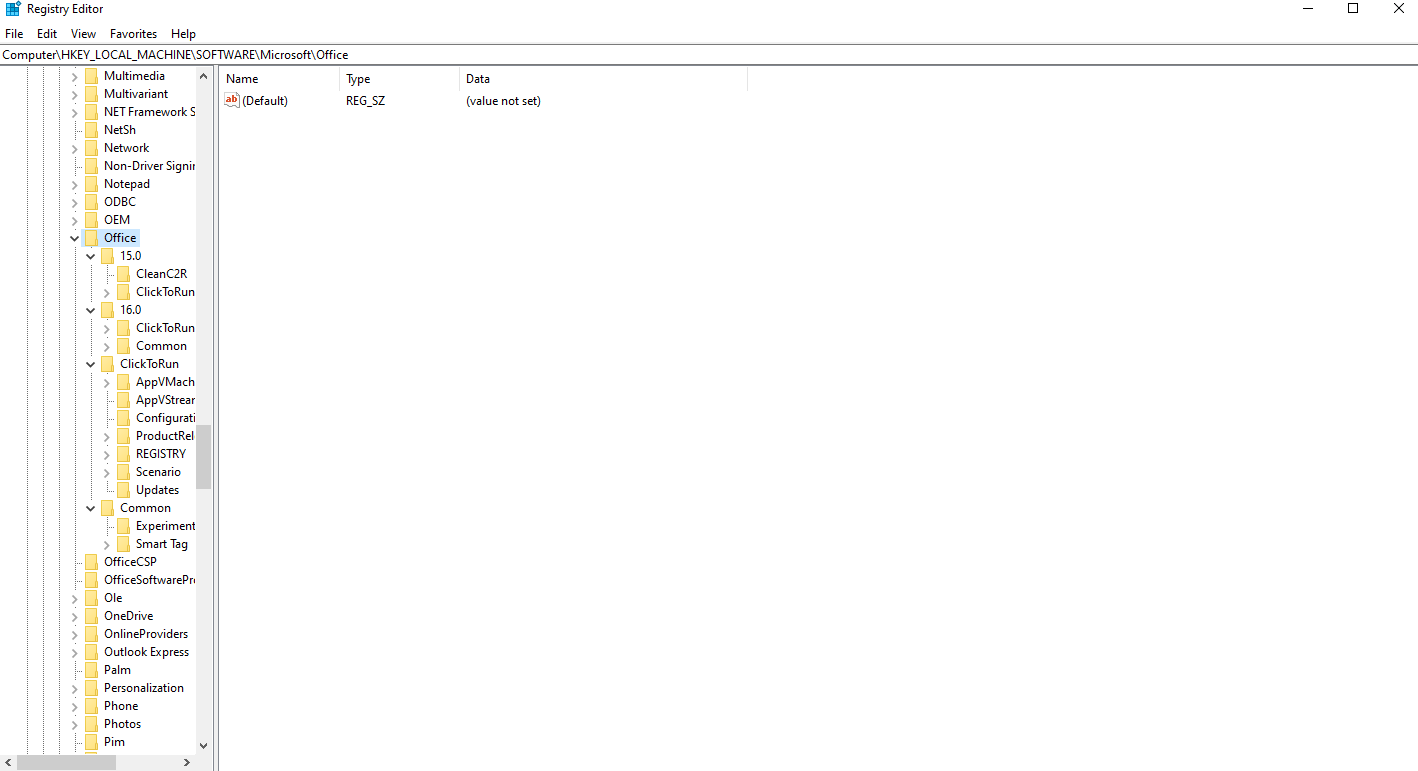 Registry Editor
File Edit View Favorites Help
Computer\HKEY_LOCAL_MACHINE\SOFTWARE\Microsoft\Office
Multimedia
Multivariant
NET Framework S
NetSh
Network
Non-Driver Signin
Notepad
ODBC
OEM
Office
15.0
CleanC2R
ClickToRun
16.0
ClickToRun
Common
ClickToRun
AppVMach
AppVStrear
Configurati
ProductRel
REGISTRY
Scenario
Updates
Common
Experiment
Smart Tag
OfficeCSP
OfficeSoftwarePro
Ole
OneDrive
OnlineProviders
Outlook Express
Palm
Personalization
Phone
Photos
Pim
Name Type Data
ab (Default) REG_SZ (value not set)